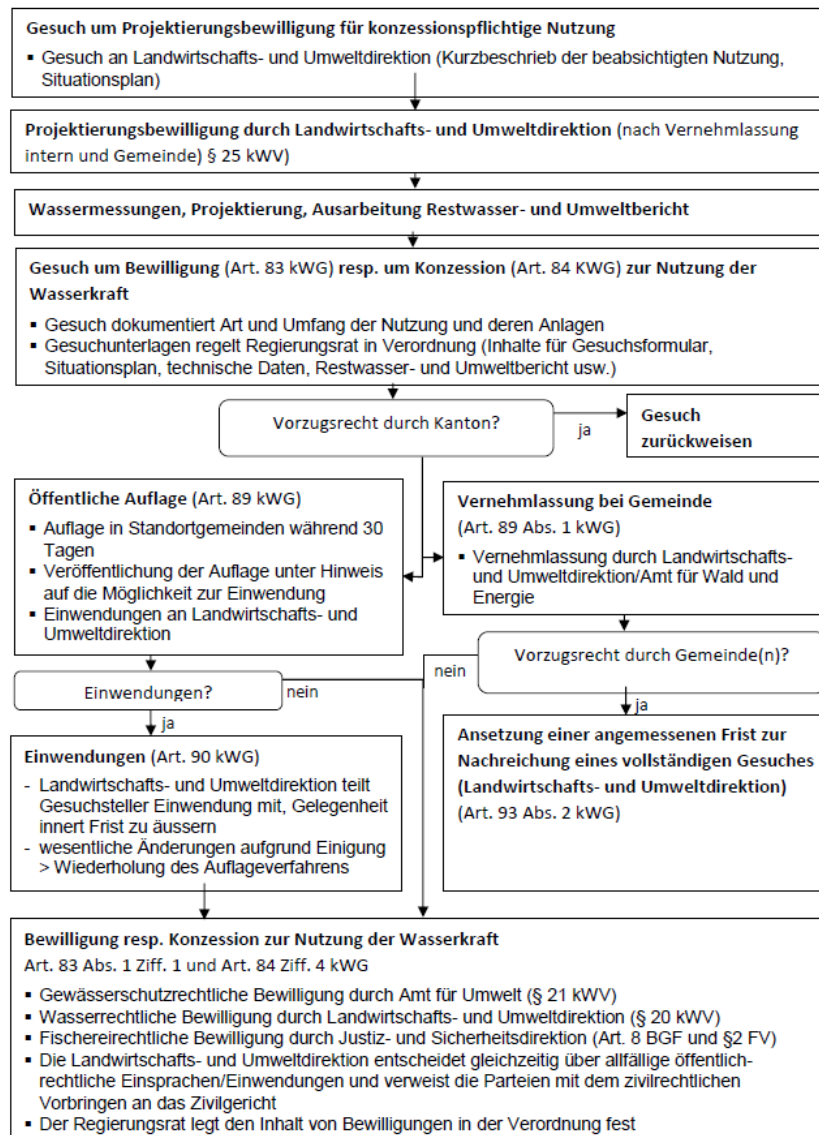 Gesuch um Projektierungsbewilligung für konzessionspflichtige Nutzung
▪ Gesuch an Landwirtschafts- und Umweltdirektion (Kurzbeschrieb der beabsichtigten Nutzung,
Situationsplan)
Projektierungsbewilligung durch Landwirtschafts- und Umweltdirektion (nach Vernehmlassung
intern und Gemeinde) § 25 kWV)
Wassermessungen, Projektierung, Ausarbeitung Restwasser- und Umweltbericht
Gesuch um Bewilligung (Art. 83 kWG) resp. um Konzession (Art. 84 KWG) zur Nutzung der
Wasserkraft
▪ Gesuch dokumentiert Art und Umfang der Nutzung und deren Anlagen
▪ Gesuchunterlagen regelt Regierungsrat in Verordnung (Inhalte für Gesuchsformular,
Situationsplan, technische Daten, Restwasser- und Umweltbericht usw.)
Vorzugsrecht durch Kanton?
ja
Gesuch
zurückweisen
Öffentliche Auflage (Art. 89 kWG)
▪ Auflage in Standortgemeinden während 30
Tagen
▪ Veröffentlichung der Auflage unter Hinweis
auf die Möglichkeit zur Einwendung
▪ Einwendungen an Landwirtschafts- und
Umweltdirektion
Vernehmlassung bei Gemeinde
(Art. 89 Abs. 1 kWG)
▪ Vernehmlassung durch Landwirtschafts-
und Umweltdirektion/Amt für Wald und
Energie
Vorzugsrecht durch Gemeinde(n)?
nein
ja
Einwendungen?
nein
ja
Ansetzung einer angemessenen Frist zur
Nachreichung eines vollständigen Gesuches
(Landwirtschafts- und Umweltdirektion)
(Art. 93 Abs. 2 kWG)
Einwendungen (Art. 90 kWG)
- Landwirtschafts- und Umweltdirektion teilt
Gesuchsteller Einwendung mit, Gelegenheit
innert Frist zu äussern
- wesentliche Änderungen aufgrund Einigung
> Wiederholung des Auflageverfahrens
Bewilligung resp. Konzession zur Nutzung der Wasserkraft
Art. 83 Abs. 1 Ziff. 1 und Art. 84 Ziff. 4 kWG
▪ Gewässerschutzrechtliche Bewilligung durch Amt für Umwelt (§ 21 kWV)
▪ Wasserrechtliche Bewilligung durch Landwirtschafts- und Umweltdirektion (§ 20 kWV)
▪ Fischereirechtliche Bewilligung durch Justiz- und Sicherheitsdirektion (Art. 8 BGF und §2 FV)
▪ Die Landwirtschafts- und Umweltdirektion entscheidet gleichzeitig über allfällige öffentlich-
rechtliche Einsprachen/Einwendungen und verweist die Parteien mit dem zivilrechtlichen
Vorbringen an das Zivilgericht
▪ Der Regierungsrat legt den Inhalt von Bewilligungen in der Verordnung fest